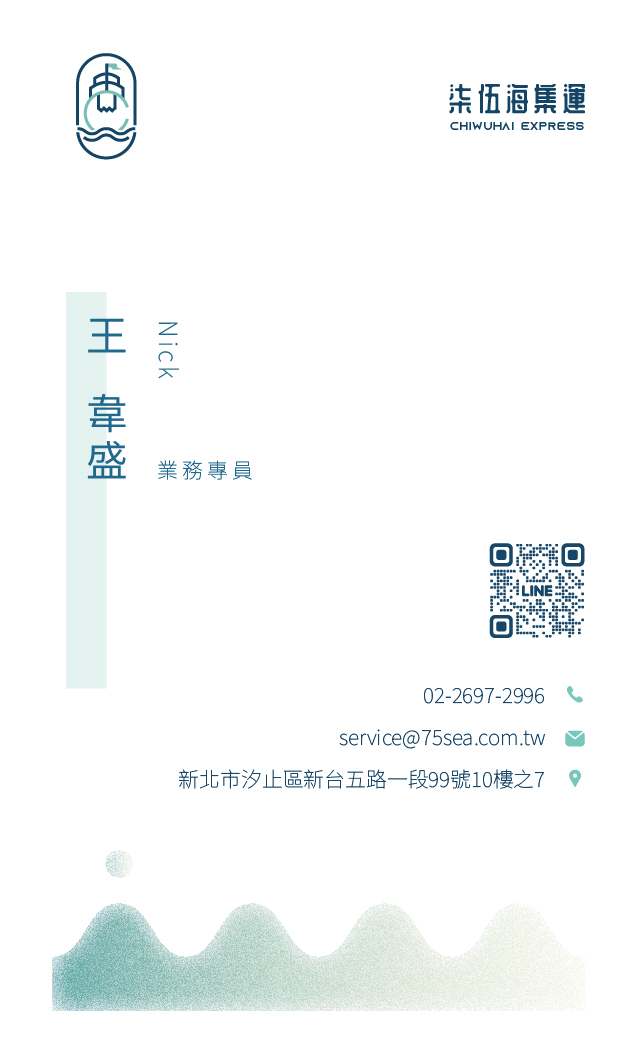 柒伍海集運
CHIWUHAI EXPRESS
王韋盛
Nick
業務專員
LINE
02-2697-2996
service@75sea.com.tw
新北市汐止區新台五路一段99號10樓之7